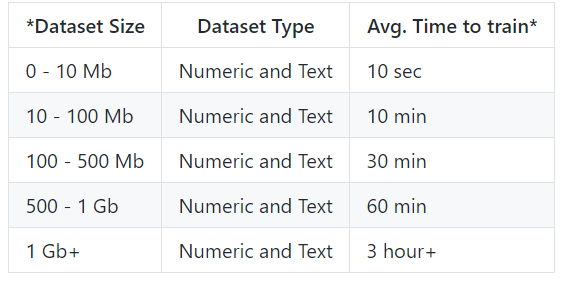 *Dataset Size Dataset Type Avg. Time to train*
0 - 10 Mb Numeric and Text 10 sec
10 - 100 Mb Numeric and Text 10 min
100 - 500 Mb Numeric and Text 30 min
500 - 1 Gb Numeric and Text 60 min
1 Gb+ Numeric and Text 3 hour+